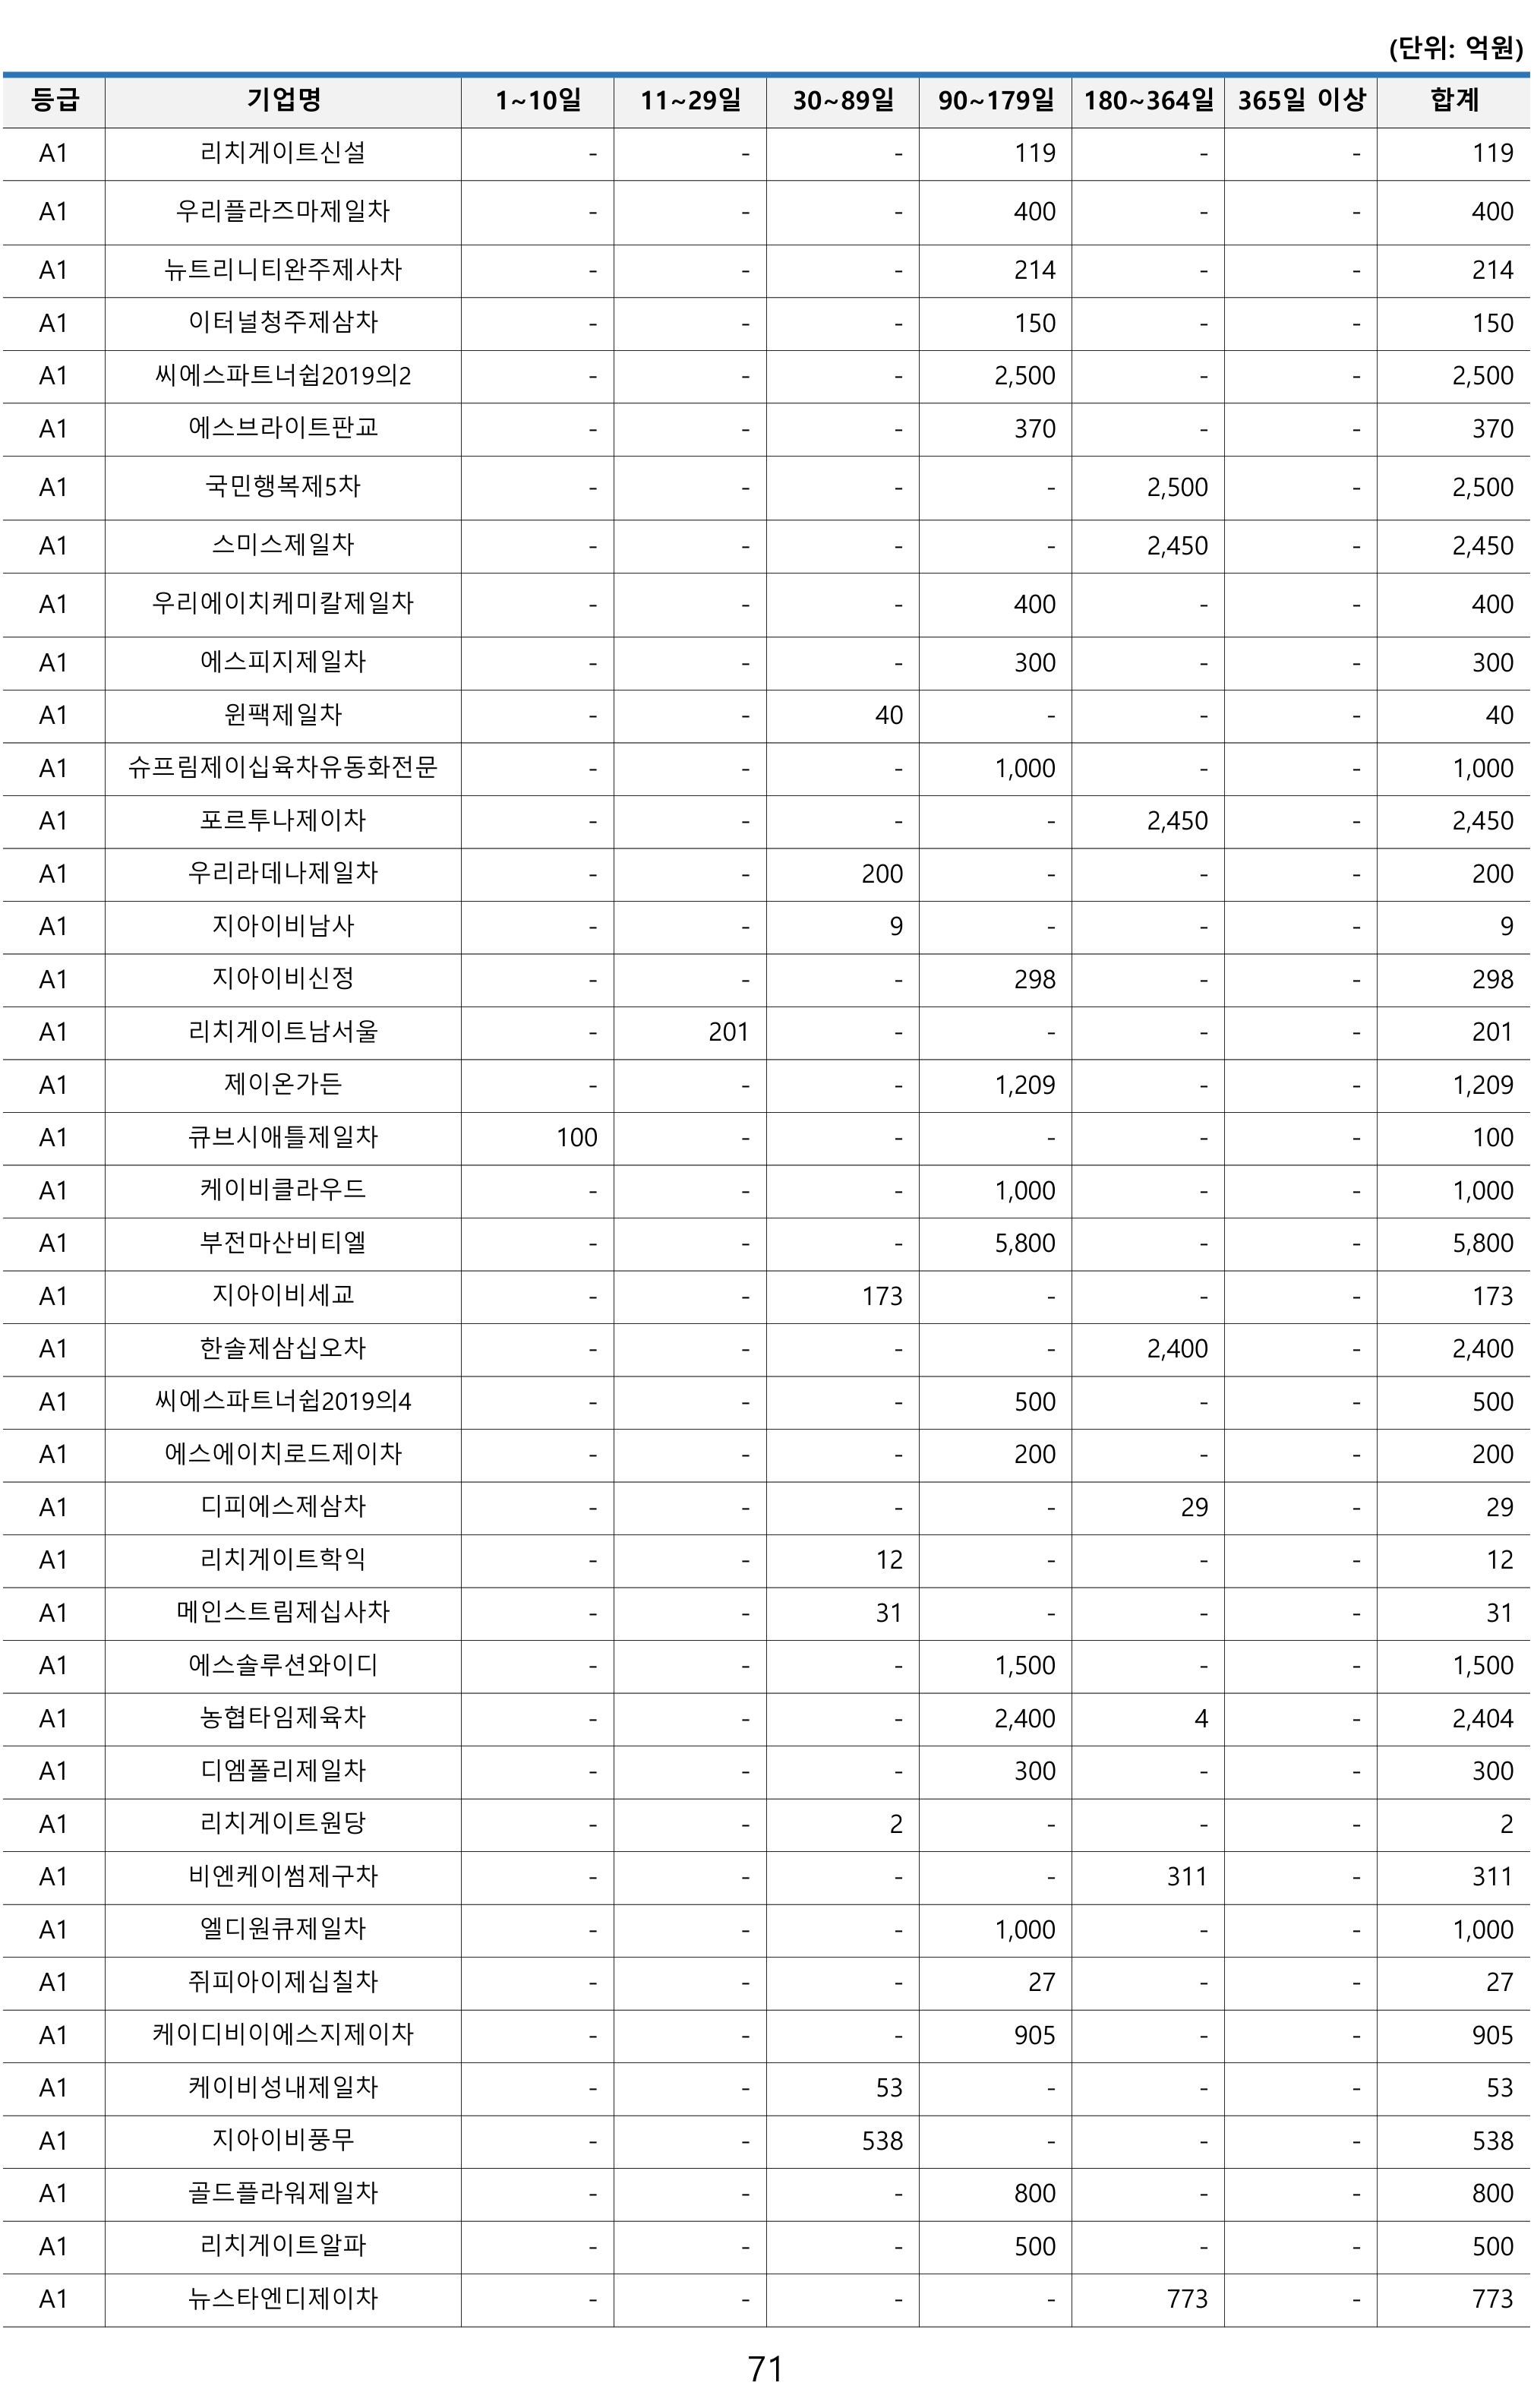 (단위: 억원)
등급 기업명 1~10일 11~29일 30~89일 90~179일 180~364일 365일 이상 합계
A1 리치게이트신설 - - - 119 - - 119
A1 우리플라즈마제일차 - - - 400 - - 400
A1 뉴트리니티완주제사차 - - - 214 - - 214
A1 이터널청주제삼차 - - - 150 - - 150
A1 씨에스파트너쉽2019의2 - - - 2,500 - - 2,500
A1 에스브라이트판교 - - - 370 - - 370
A1 국민행복제5차 - - - - 2,500 - 2,500
A1 스미스제일차 - - - - 2,450 - 2,450
A1 우리에이치케미칼제일차 - - - 400 - - 400
A1 에스피지제일차 - - - 300 - - 300
A1 윈팩제일차 - - 40 - - - 40
A1 슈프림제이십육차유동화전문 - - - 1,000 - - 1,000
A1 포르투나제이차 - - - - 2,450 - 2,450
A1 우리라데나제일차 - - 200 - - - 200
A1 지아이비남사 - - 9 - - - 9
A1 지아이비신정 - - - 298 - - 298
A1 리치게이트남서울 - 201 - - - - 201
A1 제이온가든 - - - 1,209 - - 1,209
A1 큐브시애틀제일차 100 - - - - - 100
A1 케이비클라우드 - - - 1,000 - - 1,000
A1 부전마산비티엘 - - - 5,800 - - 5,800
A1 지아이비세교 - - 173 - - - 173
A1 한솔제삼십오차 - - - - 2,400 - 2,400
A1 씨에스파트너쉽2019의4 - - - 500 - - 500
A1 에스에이치로드제이차 - - - 200 - - 200
A1 디피에스제삼차 - - - - 29 - 29
A1 리치게이트학익 - - 12 - - - 12
A1 메인스트림제십사차 - - 31 - - - 31
A1 에스솔루션와이디 - - - 1,500 - - 1,500
A1 농협타임제육차 - - - 2,400 4 - 2,404
A1 디엠폴리제일차 - - - 300 - - 300
A1 리치게이트원당 - - 2 - - - 2
A1 비엔케이썸제구차 - - - - 311 - 311
A1 엘디원큐제일차 - - - 1,000 - - 1,000
A1 쥐피아이제십칠차 - - - 27 - - 27
A1 케이디비이에스지제이차 - - - 905 - - 905
A1 케이비성내제일차 - - 53 - - - 53
A1 지아이비풍무 - - 538 - - - 538
A1 골드플라워제일차 - - - 800 - - 800
A1 리치게이트알파 - - - 500 - - 500
A1 뉴스타엔디제이차 - - - - 773 - 773
71